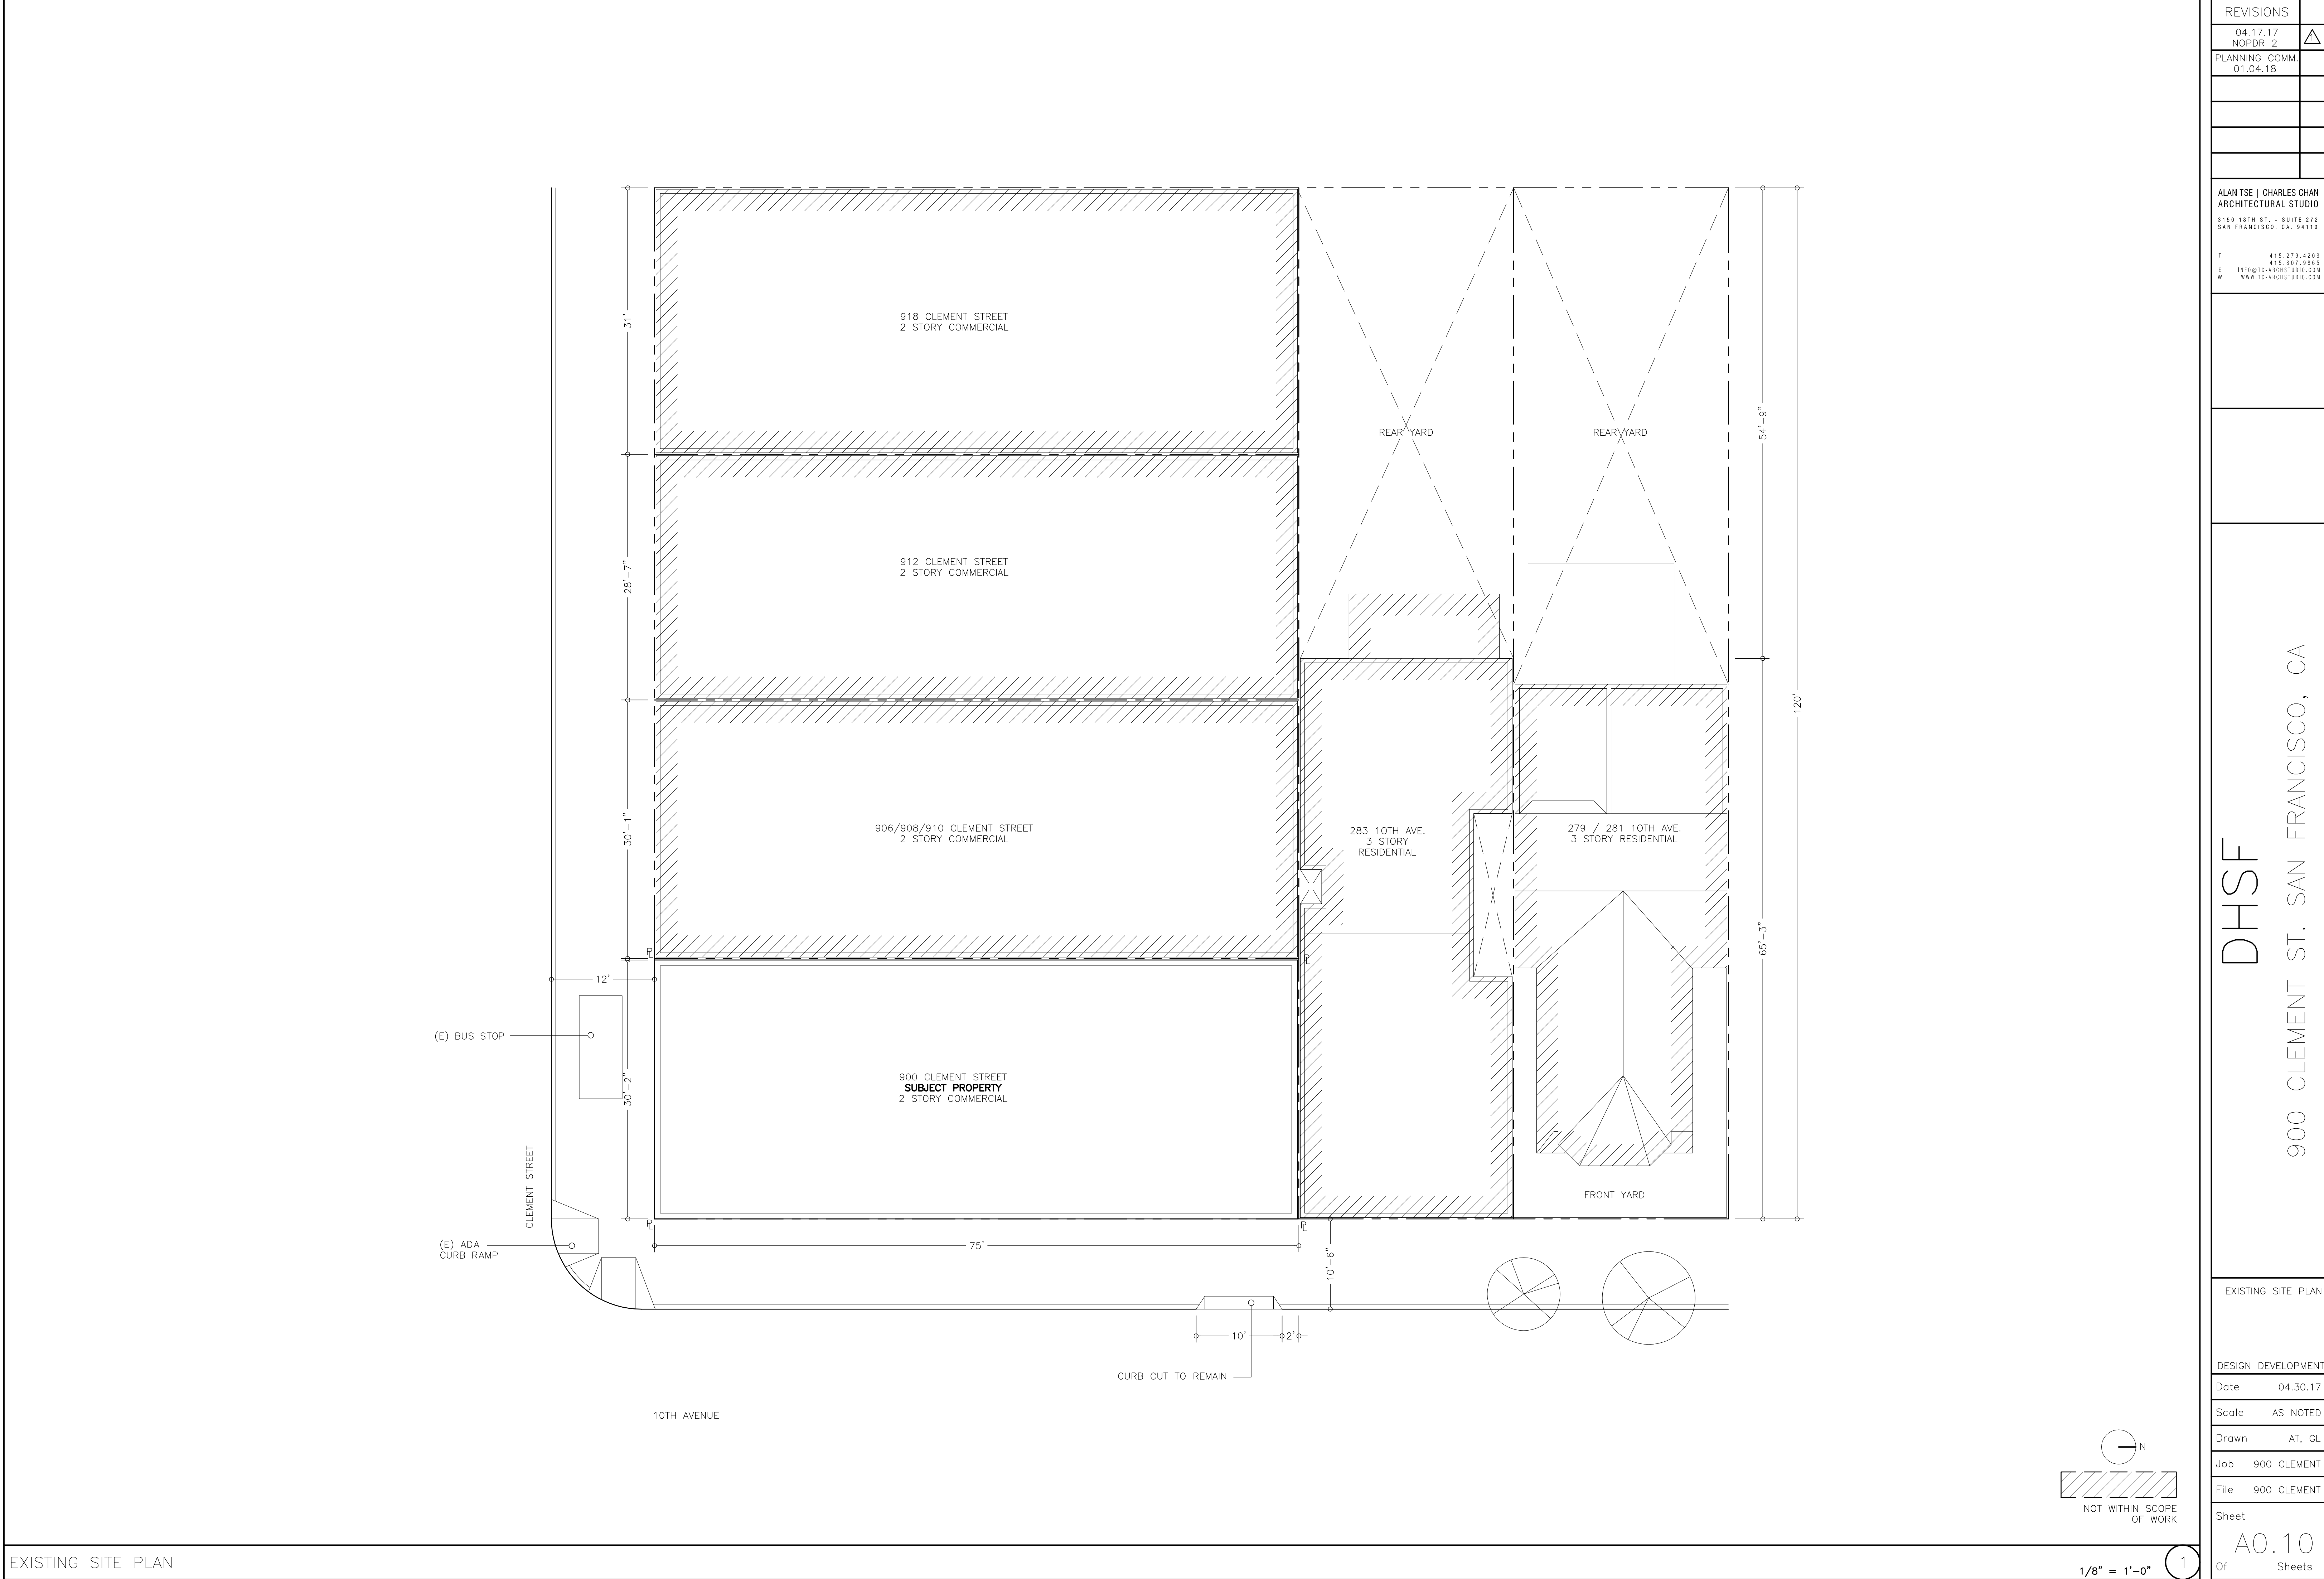 918 CLEMENT STREET
2 STORY COMMERCIAL
31'
REAR YARD
REAR YARD
54'-9"
912 CLEMENT STREET
2 STORY COMMERCIAL
28'-7"
120'
906/908/910 CLEMENT STREET
2 STORY COMMERCIAL
30'-1"
283 10TH AVE.
3 STORY
RESIDENTIAL
279 / 281 10TH AVE.
3 STORY RESIDENTIAL
65'-3"
PL
PL
12'
(E) BUS STOP
900 CLEMENT STREET
SUBJECT PROPERTY
2 STORY COMMERCIAL
30'-2"
CLEMENT STREET
FRONT YARD
PL
PL
(E) ADA
CURB RAMP
75'
10'-6"
10'
2'
CURB CUT TO REMAIN
10TH AVENUE
N
NOT WITHIN SCOPE
OF WORK
EXISTING SITE PLAN
1/8" = 1'-0"
1
REVISIONS
04.17.17
NOPDR 2
1
PLANNING COMM.
01.04.18
ALAN TSE | CHARLES CHAN
ARCHITECTURAL STUDIO
3150 18TH ST. - SUITE 272
SAN FRANCISCO, CA, 94110
T 415.279.4203
415.307.9865
E INFO@TC-ARCHSTUDIO.COM
W WWW.TC-ARCHSTUDIO.COM
DHSF
900 CLEMENT ST. SAN FRANCISCO, CA
EXISTING SITE PLAN
DESIGN DEVELOPMENT
Date 04.30.17
Scale AS NOTED
Drawn AT, GL
Job 900 CLEMENT
File 900 CLEMENT
Sheet
A0.10
Of Sheets